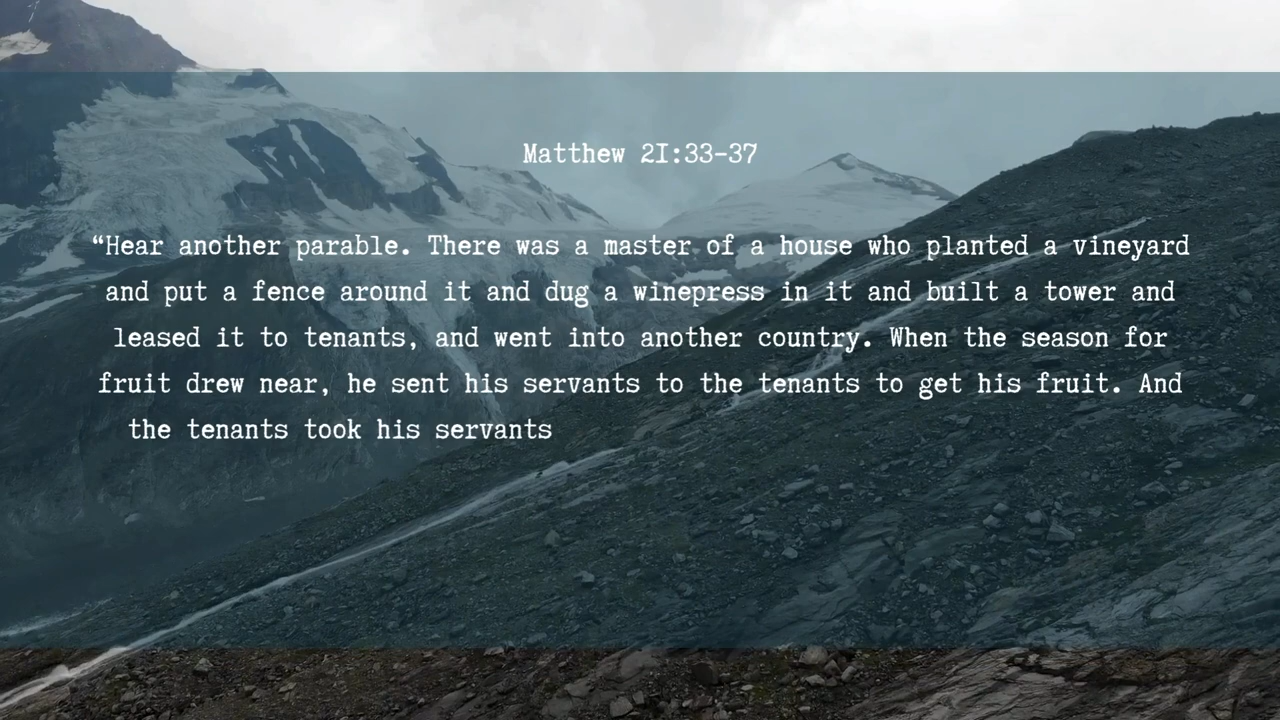 Matthew 21:33-37
“Hear another parable. There was a master of a house who planted a vineyard
and put a fence around it and dug a winepress in it and built a tower and
leased it to tenants, and went into another country. When the season for
fruit drew near, he sent his servants to the tenants to get his fruit. And
the tenants took his servants